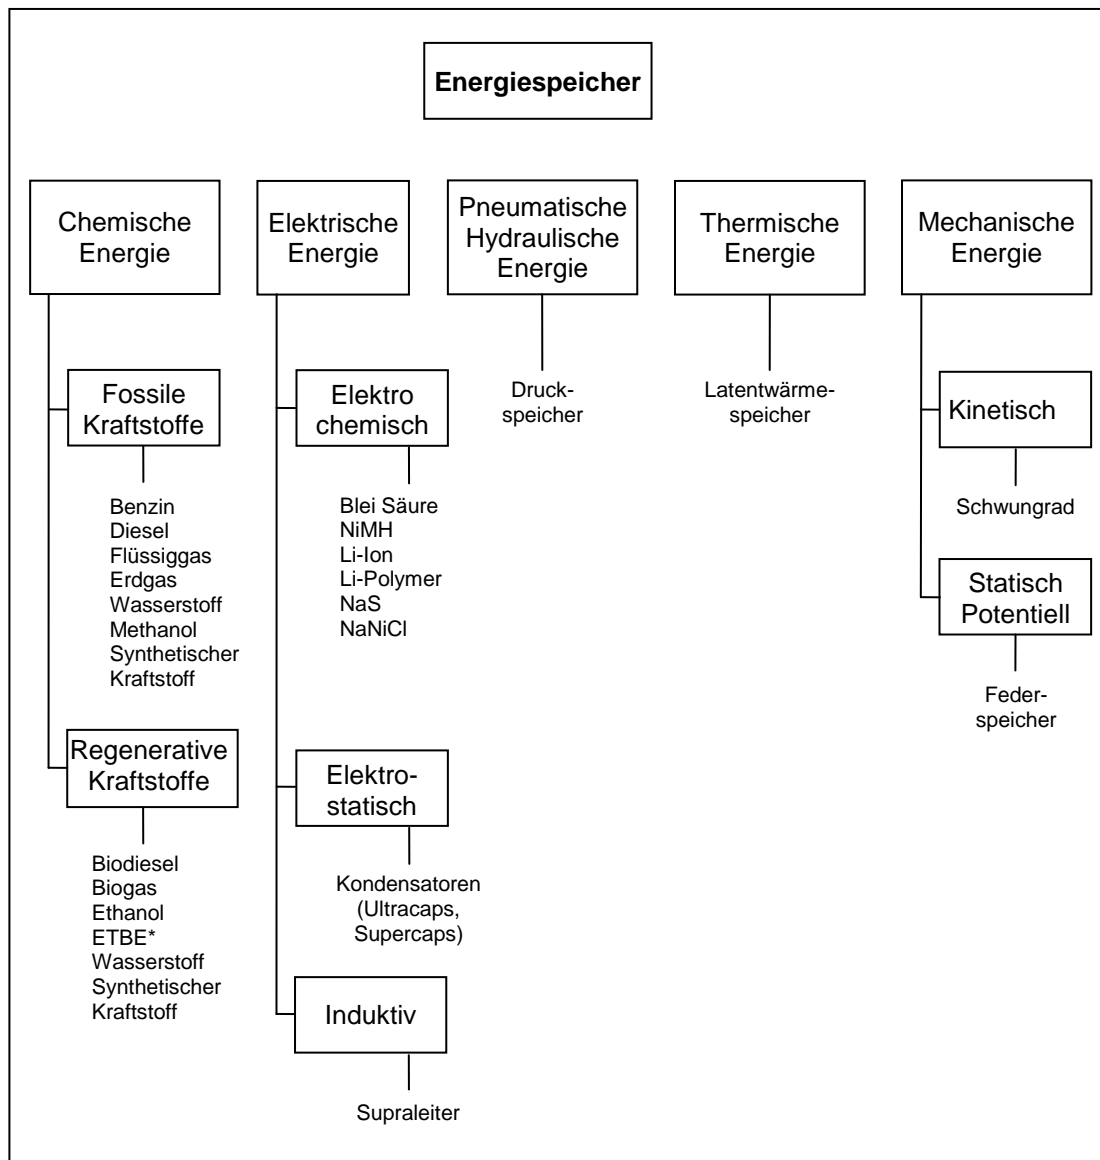 Energiespeicher
Chemische
Energie
Elektrische
Energie
Pneumatische
Hydraulische
Energie
Thermische
Energie
Mechanische
Energie
Fossile
Kraftstoffe
Benzin
Diesel
Flüssiggas
Erdgas
Wasserstoff
Methanol
Synthetischer
Kraftstoff
Regenerative
Kraftstoffe
Biodiesel
Biogas
Ethanol
ETBE*
Wasserstoff
Synthetischer
Kraftstoff
Elektro
chemisch
Blei Säure
NiMH
Li-Ion
Li-Polymer
NaS
NaNiCl
Elektro-
statisch
Kondensatoren
(Ultracaps,
Supercaps)
Induktiv
Supraleiter
Druck-
speicher
Latentwärme-
speicher
Kinetisch
Schwungrad
Statisch
Potentiell
Feder-
speicher